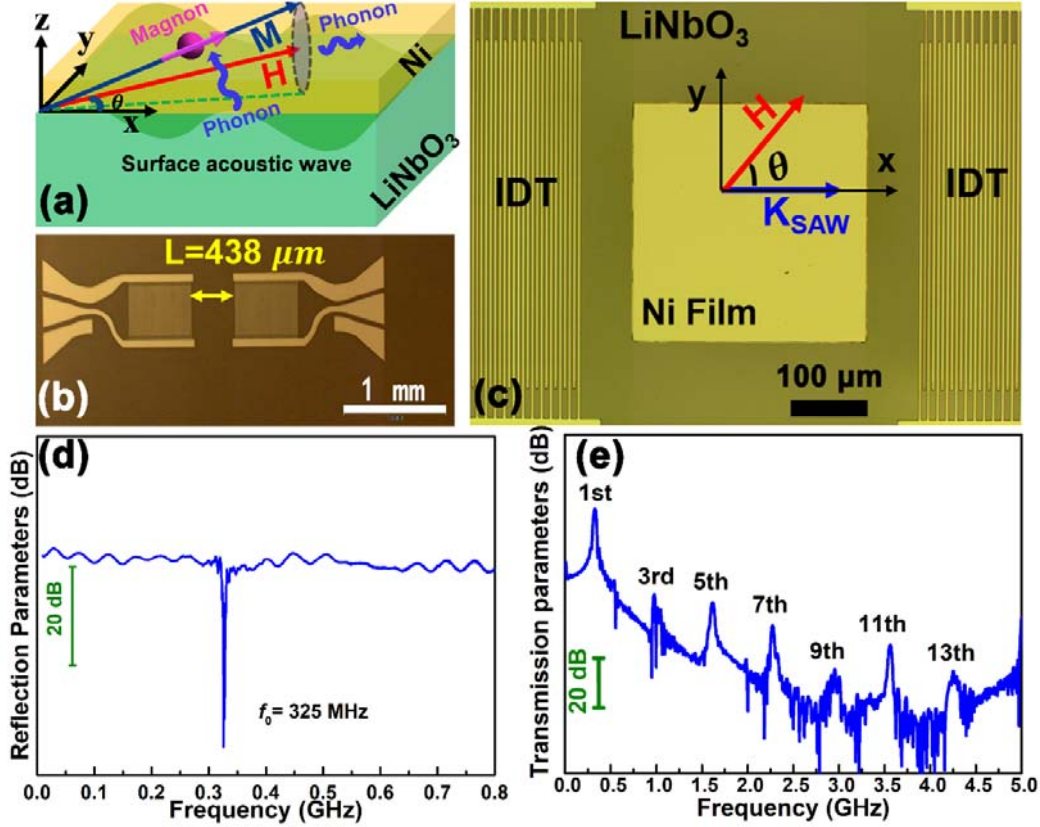 (a)
z
y
x
Magnon
M
H
θ
Phonon
Phonon
Ni
Surface acoustic wave
LiNbO3
(b)
L=438 μm
1 mm
(c)
LiNbO3
y
H
θ
x
KSAW
IDT
IDT
Ni Film
100 μm
(d)
Reflection Parameters (dB)
20 dB
f0= 325 MHz
0.0 0.1 0.2 0.3 0.4 0.5 0.6 0.7 0.8
Frequency (GHz)
(e)
Transmission parameters (dB)
1st
3rd
5th
7th
9th
11th
13th
20 dB
0.0 0.5 1.0 1.5 2.0 2.5 3.0 3.5 4.0 4.5 5.0
Frequency (GHz)